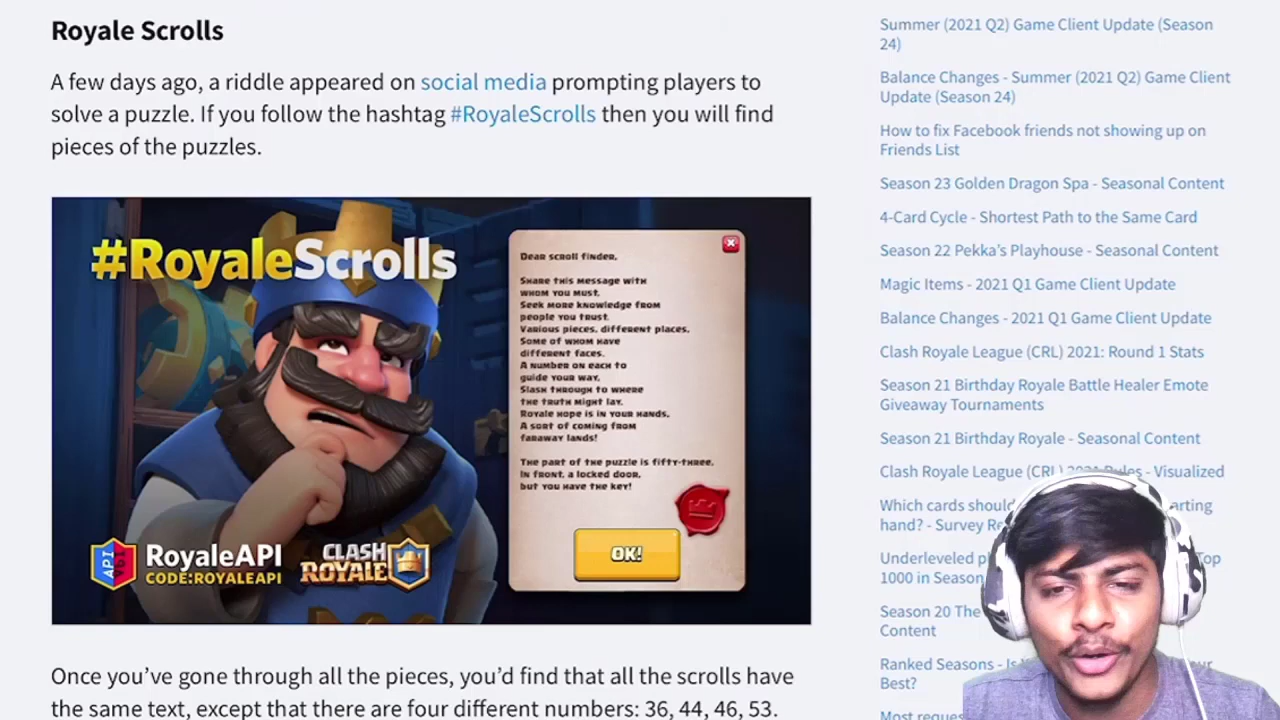 Royale Scrolls
A few days ago, a riddle appeared on social media prompting players to
solve a puzzle. If you follow the hashtag #RoyaleScrolls then you will find
pieces of the puzzles.
#RoyaleScrolls
Dear scroll finder,
Share this message with
whom you must,
Seek more knowledge from
people you trust.
Various pieces, different places,
Some of whom have
different faces.
A number on each to
guide your way,
Slash through to where
the truth might lay.
Royale hope is in your hands,
A sort of coming from
faraway lands!
The part of the puzzle is fifty-three,
In front, a locked door,
but you have the key!
OK!
API
RoyaleAPI
CODE:ROYALEAPI
CLASH
ROYALE
Once you've gone through all the pieces, you'd find that all the scrolls have
the same text, except that there are four different numbers: 36, 44, 46, 53.
Summer (2021 Q2) Game Client Update (Season
24)
Balance Changes - Summer (2021 Q2) Game Client
Update (Season 24)
How to fix Facebook friends not showing up on
Friends List
Season 23 Golden Dragon Spa - Seasonal Content
4-Card Cycle - Shortest Path to the Same Card
Season 22 Pekka's Playhouse - Seasonal Content
Magic Items - 2021 Q1 Game Client Update
Balance Changes - 2021 Q1 Game Client Update
Clash Royale League (CRL) 2021: Round 1 Stats
Season 21 Birthday Royale Battle Healer Emote
Giveaway Tournaments
Season 21 Birthday Royale - Seasonal Content
Clash Royale League (CRL) 2021 Rules - Visualized
Which cards should
hand? - Survey
Underleveled
1000 in Season
Season 20 The
Content
Ranked Seasons -
Best?
Most